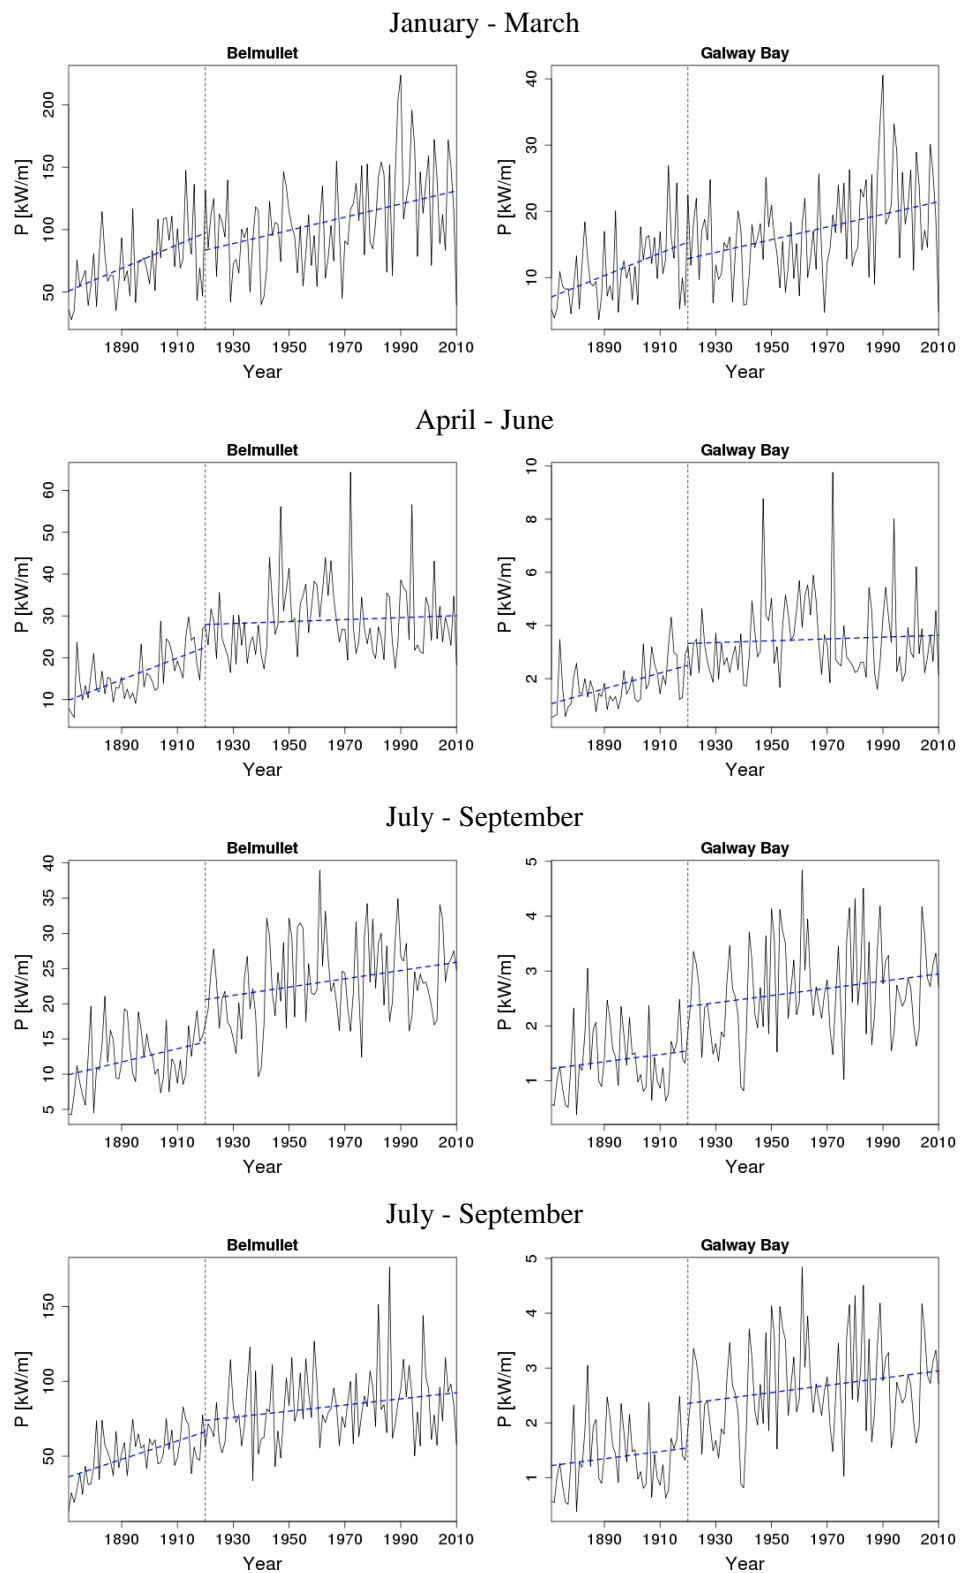 January - March
Belmullet
Galway Bay
P [kW/m]
50 100 150 200
1890 1910 1930 1950 1970 1990 2010
Year
P [kW/m]
10 20 30 40
1890 1910 1930 1950 1970 1990 2010
Year
April - June
Belmullet
Galway Bay
P [kW/m]
10 20 30 40 50 60
1890 1910 1930 1950 1970 1990 2010
Year
P [kW/m]
2 4 6 8 10
1890 1910 1930 1950 1970 1990 2010
Year
July - September
Belmullet
Galway Bay
P [kW/m]
5 10 15 20 25 30 35 40
1890 1910 1930 1950 1970 1990 2010
Year
P [kW/m]
1 2 3 4 5
1890 1910 1930 1950 1970 1990 2010
Year
July - September
Belmullet
Galway Bay
P [kW/m]
50 100 150
1890 1910 1930 1950 1970 1990 2010
Year
P [kW/m]
1 2 3 4 5
1890 1910 1930 1950 1970 1990 2010
Year